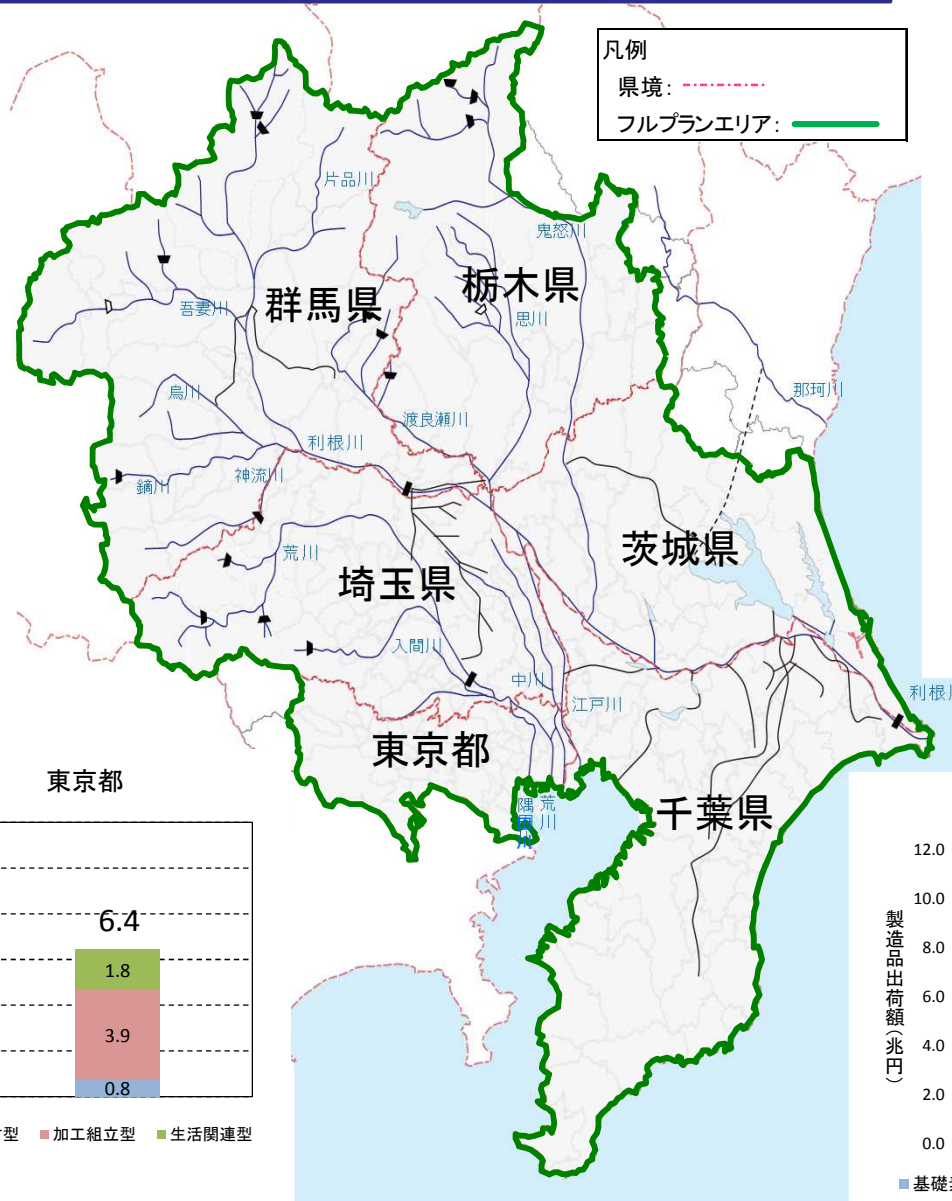 凡例
県境:
フルプランエリア:
片品川
鬼怒川
栃木県
群馬県
思川
吾妻川
那珂川
烏川
渡良瀬川
利根川
鏑川
神流川
茨城県
荒川
埼玉県
入間川
中川
江戸川
利根
東京都
東京都
千葉県
隅田川
荒川
6.4
1.8
3.9
0.8
型
加工組立型
生活関連型
製造品出荷額(兆円)
12.0
10.0
8.0
6.0
4.0
2.0
0.0
基礎